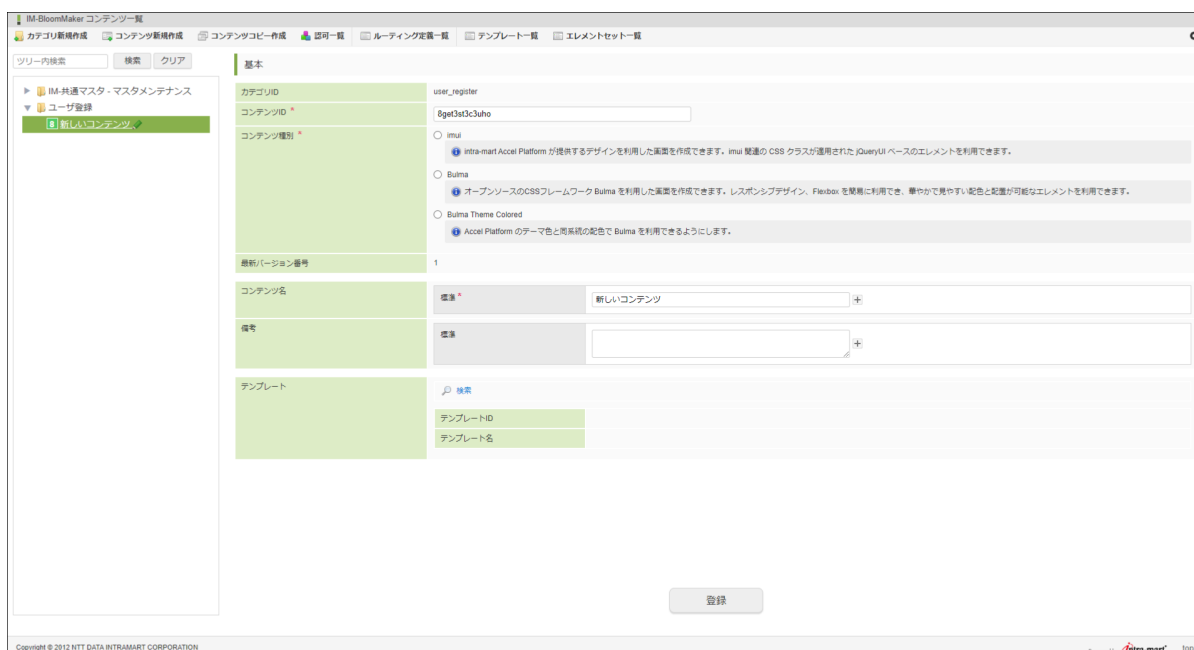 IM-BloomMaker コンテンツ一覧
カテゴリ新規作成 コンテンツ新規作成 コンテンツコピー作成 認可一覧 ルーティング定義一覧 テンプレート一覧 エレメントセット一覧
ツリー内検索 検索 クリア
IM-共通マスタ - マスタメンテナンス
ユーザ登録
新しいコンテンツ
基本
カテゴリID user_register
コンテンツID * 8get3st3c3uho
コンテンツ種別 * imui
intra-mart Accel Platform が提供するデザインを利用した画面を作成できます。imui 関連の CSS クラスが適用された jQueryUI ベースのエレメントを利用できます。
Bulma
オープンソースのCSSフレームワーク Bulma を利用した画面を作成できます。レスポンシブデザイン、Flexbox を簡易に利用でき、華やかで見やすい配色と配置が可能なエレメントを利用できます。
Bulma Theme Colored
Accel Platform のテーマ色と同系統の配色で Bulma を利用できるようにします。
最新バージョン番号 1
コンテンツ名 標準 * 新しいコンテンツ
備考 標準
テンプレート 検索
テンプレートID
テンプレート名
登録
Copyright © 2012 NTT DATA INTRAMART CORPORATION
intra-mart top